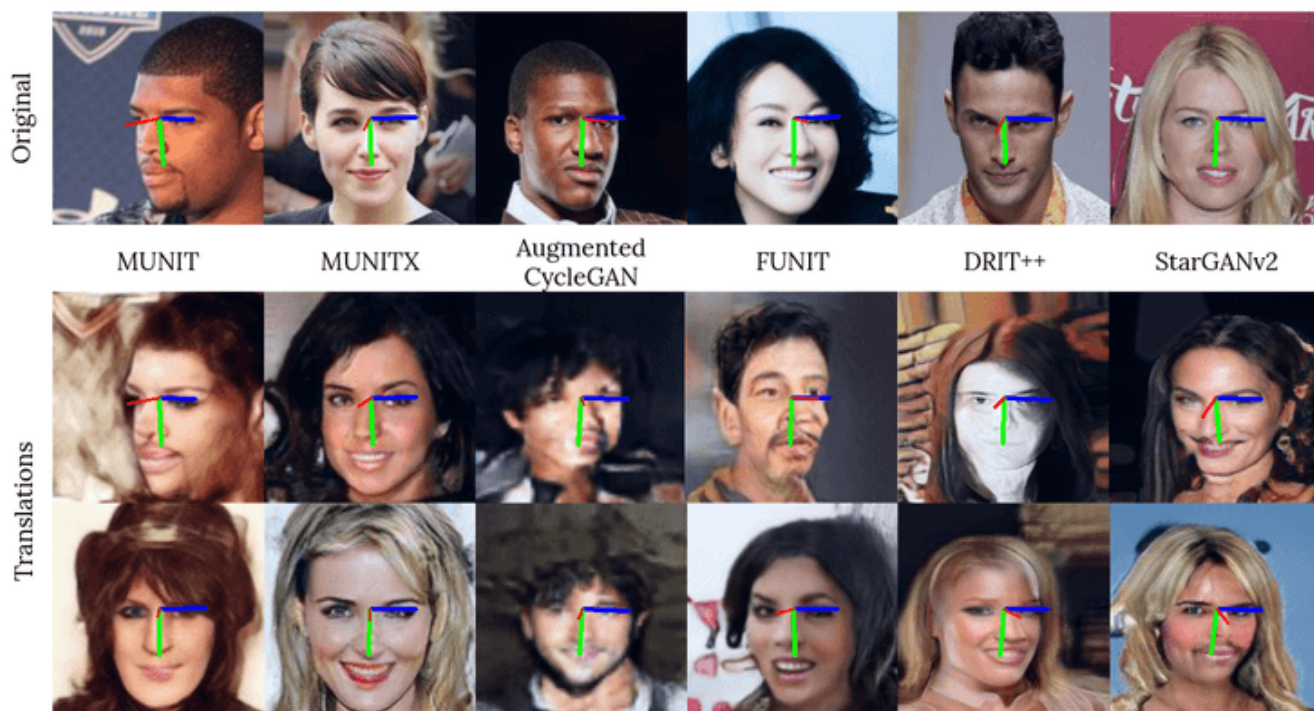 Original
MUNIT
MUNITX
Augmented
CycleGAN
FUNIT
DRIT++
StarGANv2
Translations